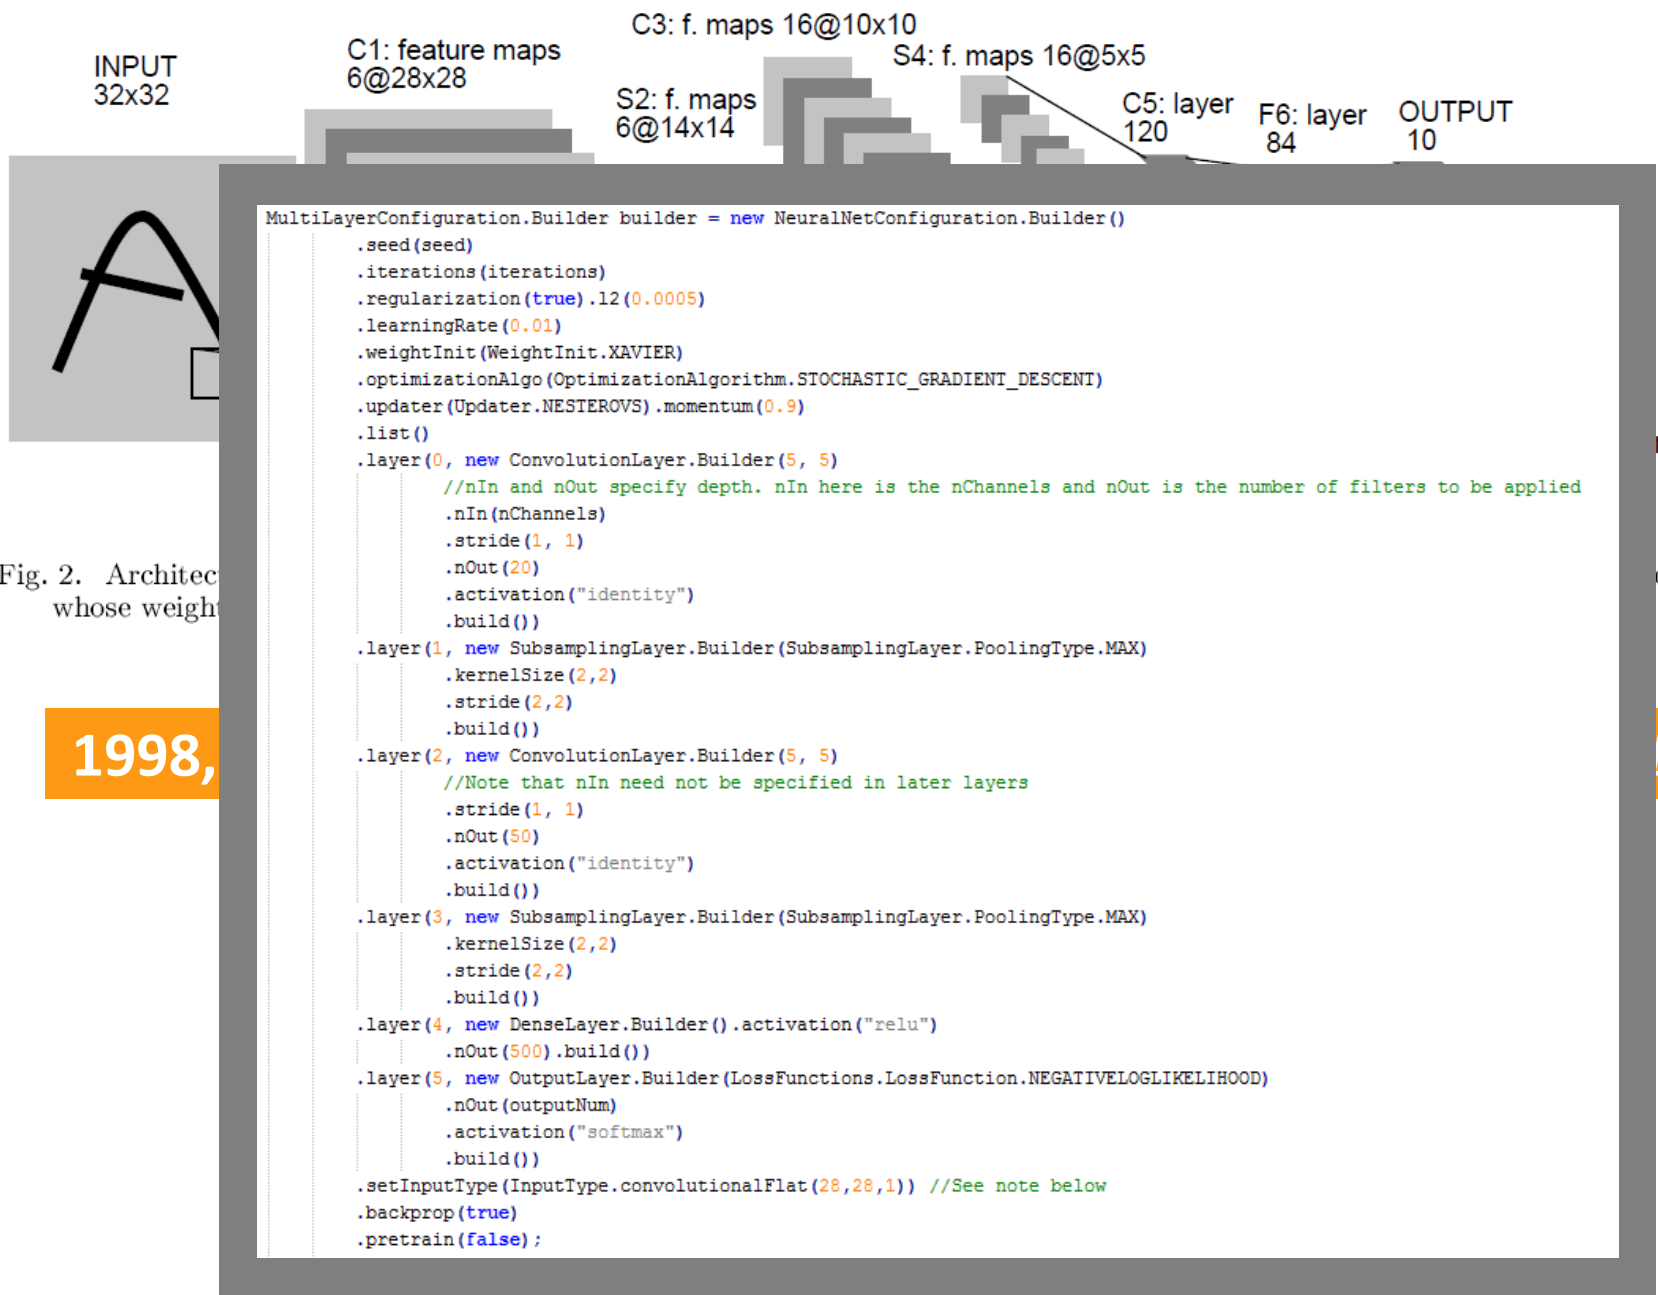 INPUT
32x32
C1: feature maps
6@28x28
S2: f. maps
6@14x14
C3: f. maps 16@10x10
S4: f. maps 16@5x5
C5: layer
120
F6: layer
84
OUTPUT
10
MultiLayerConfiguration.Builder builder = new NeuralNetConfiguration.Builder()
.seed(seed)
.iterations(iterations)
.regularization(true).l2(0.0005)
.learningRate(0.01)
.weightInit(WeightInit.XAVIER)
.optimizationAlgo(OptimizationAlgorithm.STOCHASTIC_GRADIENT_DESCENT)
.updater(Updater.NESTEROVS).momentum(0.9)
.list()
.layer(0, new ConvolutionLayer.Builder(5, 5)
//nIn and nOut specify depth. nIn here is the nChannels and nOut is the number of filters to be applied
.nIn(nChannels)
.stride(1, 1)
.nOut(20)
.activation("identity")
.build())
.layer(1, new SubsamplingLayer.Builder(SubsamplingLayer.PoolingType.MAX)
.kernelSize(2,2)
.stride(2,2)
.build())
.layer(2, new ConvolutionLayer.Builder(5, 5)
//Note that nIn need not be specified in later layers
.stride(1, 1)
.nOut(50)
.activation("identity")
.build())
.layer(3, new SubsamplingLayer.Builder(SubsamplingLayer.PoolingType.MAX)
.kernelSize(2,2)
.stride(2,2)
.build())
.layer(4, new DenseLayer.Builder().activation("relu")
.nOut(500).build())
.layer(5, new OutputLayer.Builder(LossFunctions.LossFunction.NEGATIVELOGLIKELIHOOD)
.nOut(outputNum)
.activation("softmax")
.build())
.setInputType(InputType.convolutionalFlat(28,28,1)) //See note below
.backprop(true)
.pretrain(false);
Fig. 2. Architec
whose weight
1998,